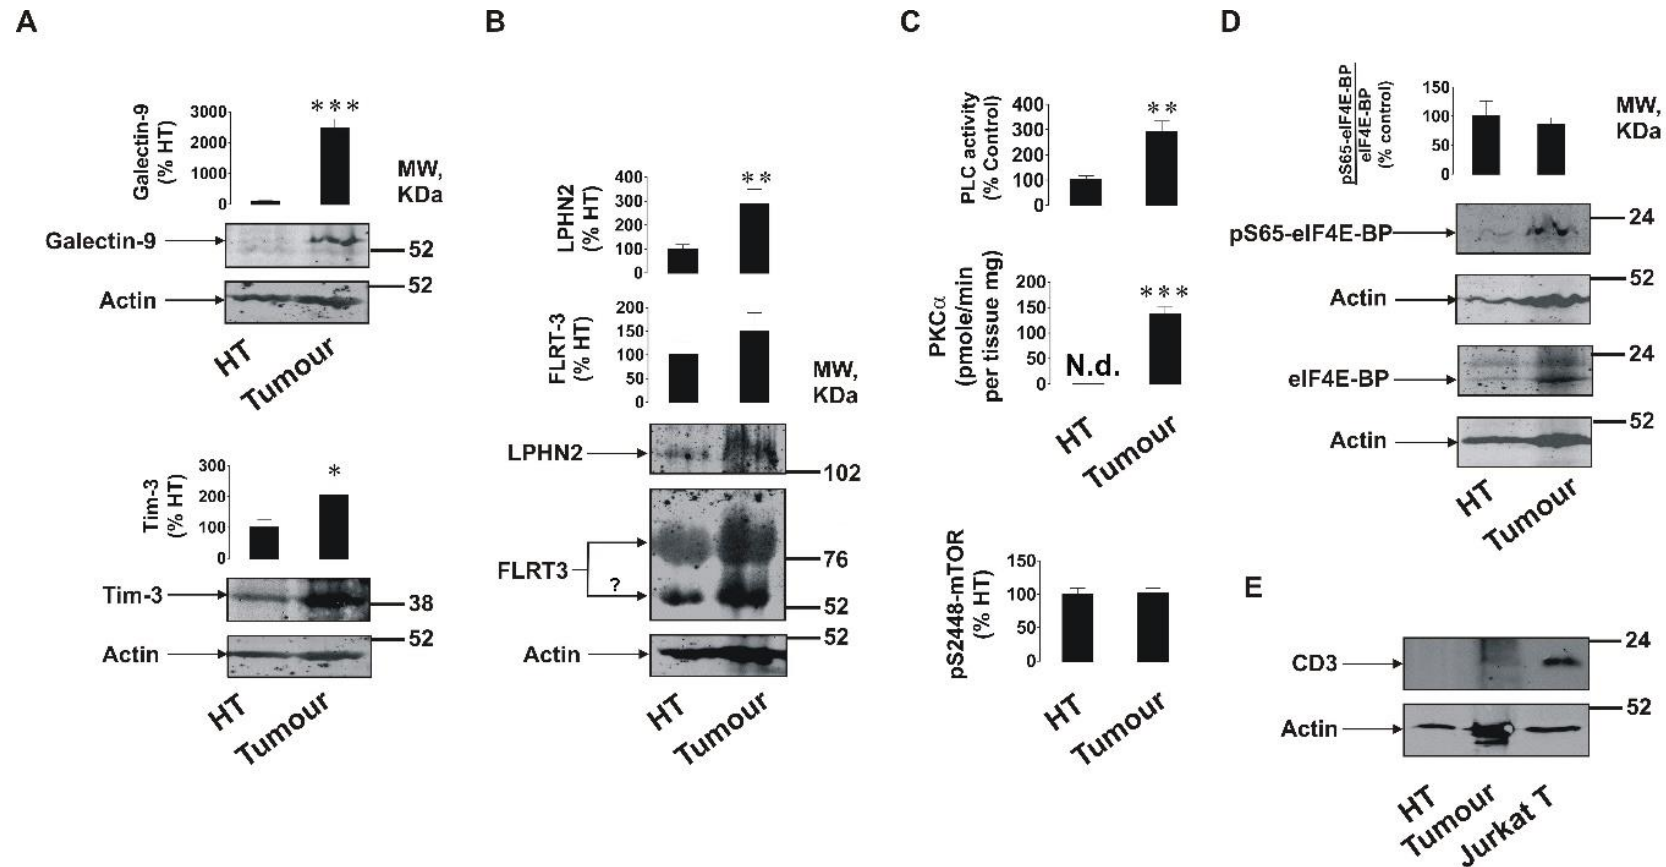 A
Galectin-9
(% HT)
3000
2000
1000
0
***
MW,
KDa
Galectin-9
52
Actin
52
HT
Tumour
Tim-3
(% HT)
300
200
100
0
*
Tim-3
38
Actin
52
HT
Tumour
B
LPHN2
(% HT)
400
300
200
100
0
**
FLRT-3
(% HT)
200
150
100
50
0
MW,
KDa
LPHN2
102
FLRT3
?
76
52
Actin
52
HT
Tumour
C
PLC activity
(% Control)
400
300
200
100
0
**
PKCα
(pmole/min
per tissue mg)
200
150
100
50
0
N.d.
***
HT
Tumour
pS2448-mTOR
(% HT)
150
100
50
0
HT
Tumour
D
pS65-eIF4E-BP
eIF4E-BP
(% control)
150
100
50
0
MW,
KDa
pS65-eIF4E-BP
24
Actin
52
eIF4E-BP
24
Actin
52
HT
Tumour
E
CD3
24
Actin
52
HT
Tumour
Jurkat T